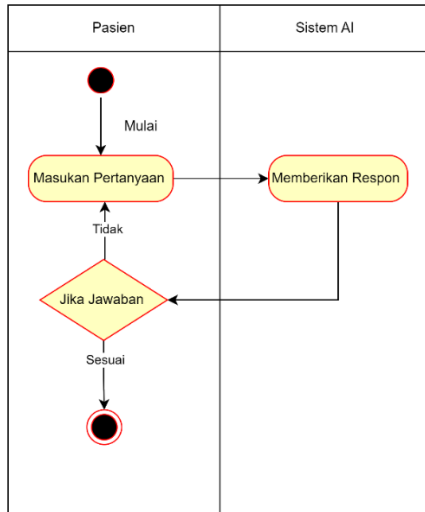 Pasien
Sistem AI
Mulai
Masukan Pertanyaan
Memberikan Respon
Tidak
Jika Jawaban
Sesuai